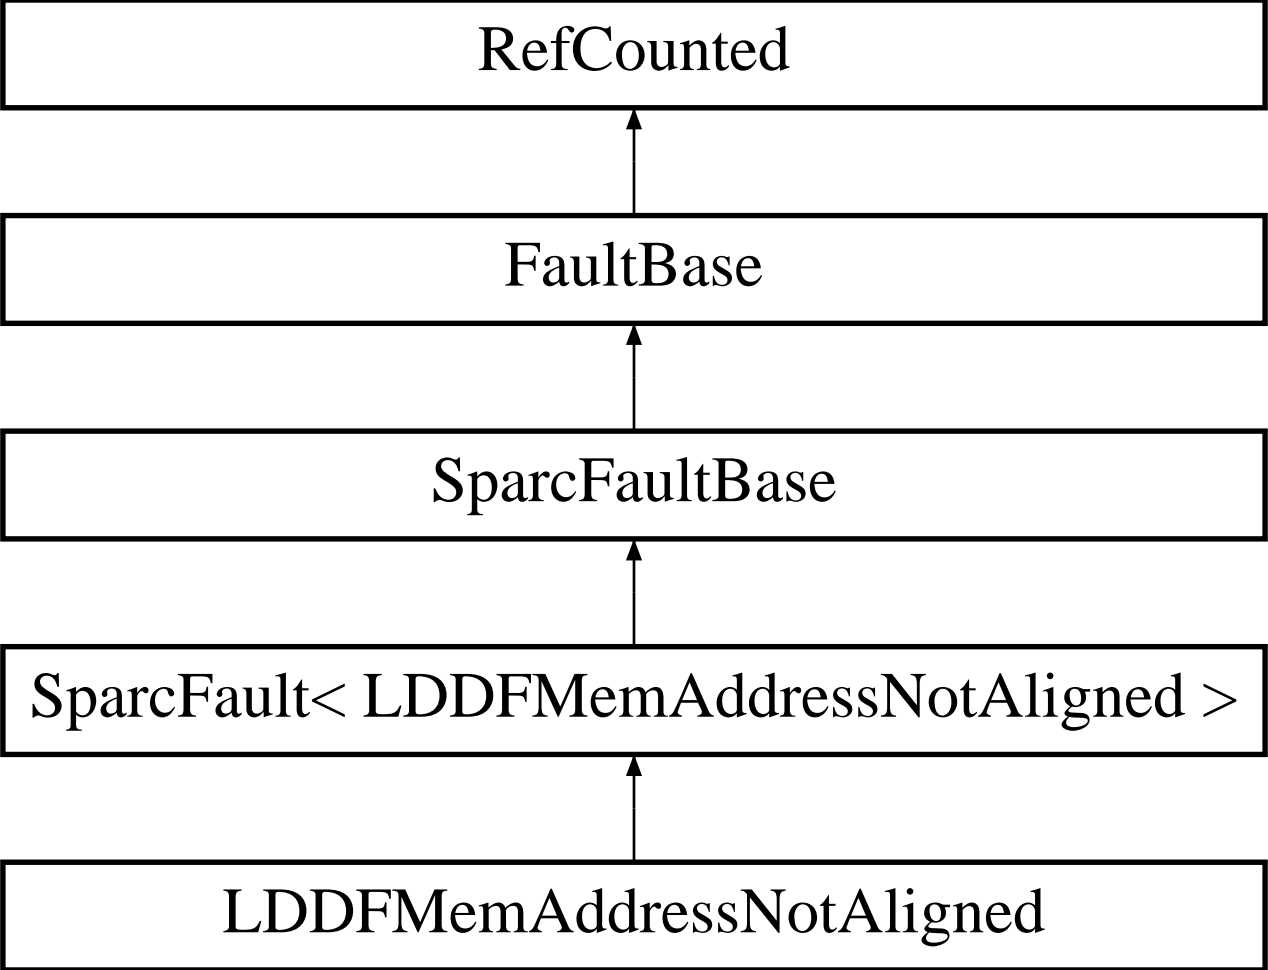 RefCounted
FaultBase
SparcFaultBase
SparcFault< LDDFMemAddressNotAligned >
LDDFMemAddressNotAligned